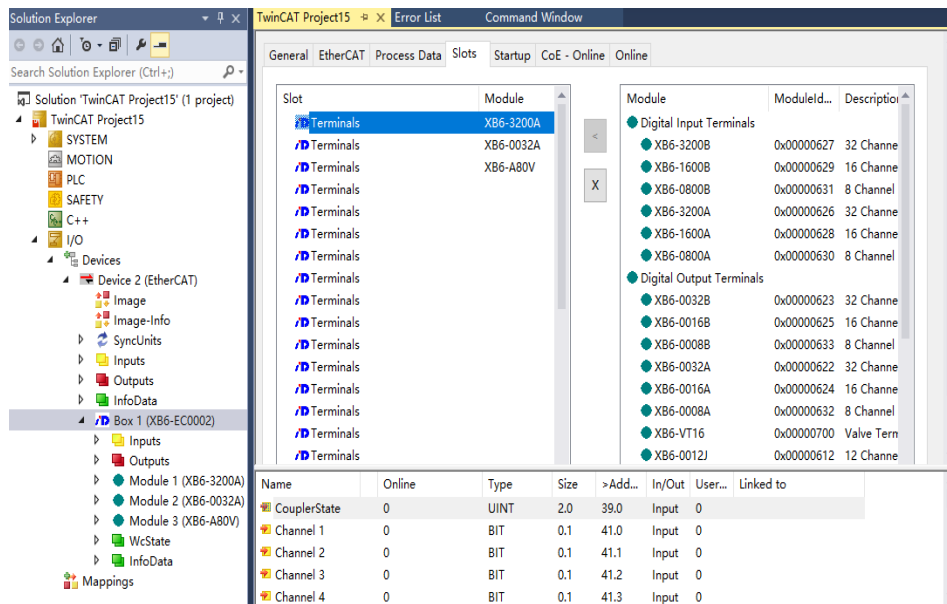 Solution Explorer
Search Solution Explorer (Ctrl+;)
Solution 'TwinCAT Project15' (1 project)
TwinCAT Project15
SYSTEM
MOTION
PLC
SAFETY
C++
I/O
Devices
Device 2 (EtherCAT)
Image
Image-Info
SyncUnits
Inputs
Outputs
InfoData
Box 1 (XB6-EC0002)
Inputs
Outputs
Module 1 (XB6-3200A)
Module 2 (XB6-0032A)
Module 3 (XB6-A80V)
WcState
InfoData
Mappings
TwinCAT Project15 Error List Command Window
General EtherCAT Process Data Slots Startup CoE - Online Online
Slot Module
Terminals XB6-3200A
Terminals XB6-0032A
Terminals XB6-A80V
Terminals
Terminals
Terminals
Terminals
Terminals
Terminals
Terminals
Terminals
Terminals
Terminals
Terminals
Terminals
Terminals
<
X
Module ModuleId... Description
Digital Input Terminals
XB6-3200B 0x00000627 32 Channe
XB6-1600B 0x00000629 16 Channe
XB6-0800B 0x00000631 8 Channel
XB6-3200A 0x00000626 32 Channe
XB6-1600A 0x00000628 16 Channe
XB6-0800A 0x00000630 8 Channel
Digital Output Terminals
XB6-0032B 0x00000623 32 Channe
XB6-0016B 0x00000625 16 Channe
XB6-0008B 0x00000633 8 Channel
XB6-0032A 0x00000622 32 Channe
XB6-0016A 0x00000624 16 Channe
XB6-0008A 0x00000632 8 Channel
XB6-VT16 0x00000700 Valve Term
XB6-0012J 0x00000612 12 Channe
Name Online Type Size >Add... In/Out User... Linked to
CouplerState 0 UINT 2.0 39.0 Input 0
Channel 1 0 BIT 0.1 41.0 Input 0
Channel 2 0 BIT 0.1 41.1 Input 0
Channel 3 0 BIT 0.1 41.2 Input 0
Channel 4 0 BIT 0.1 41.3 Input 0